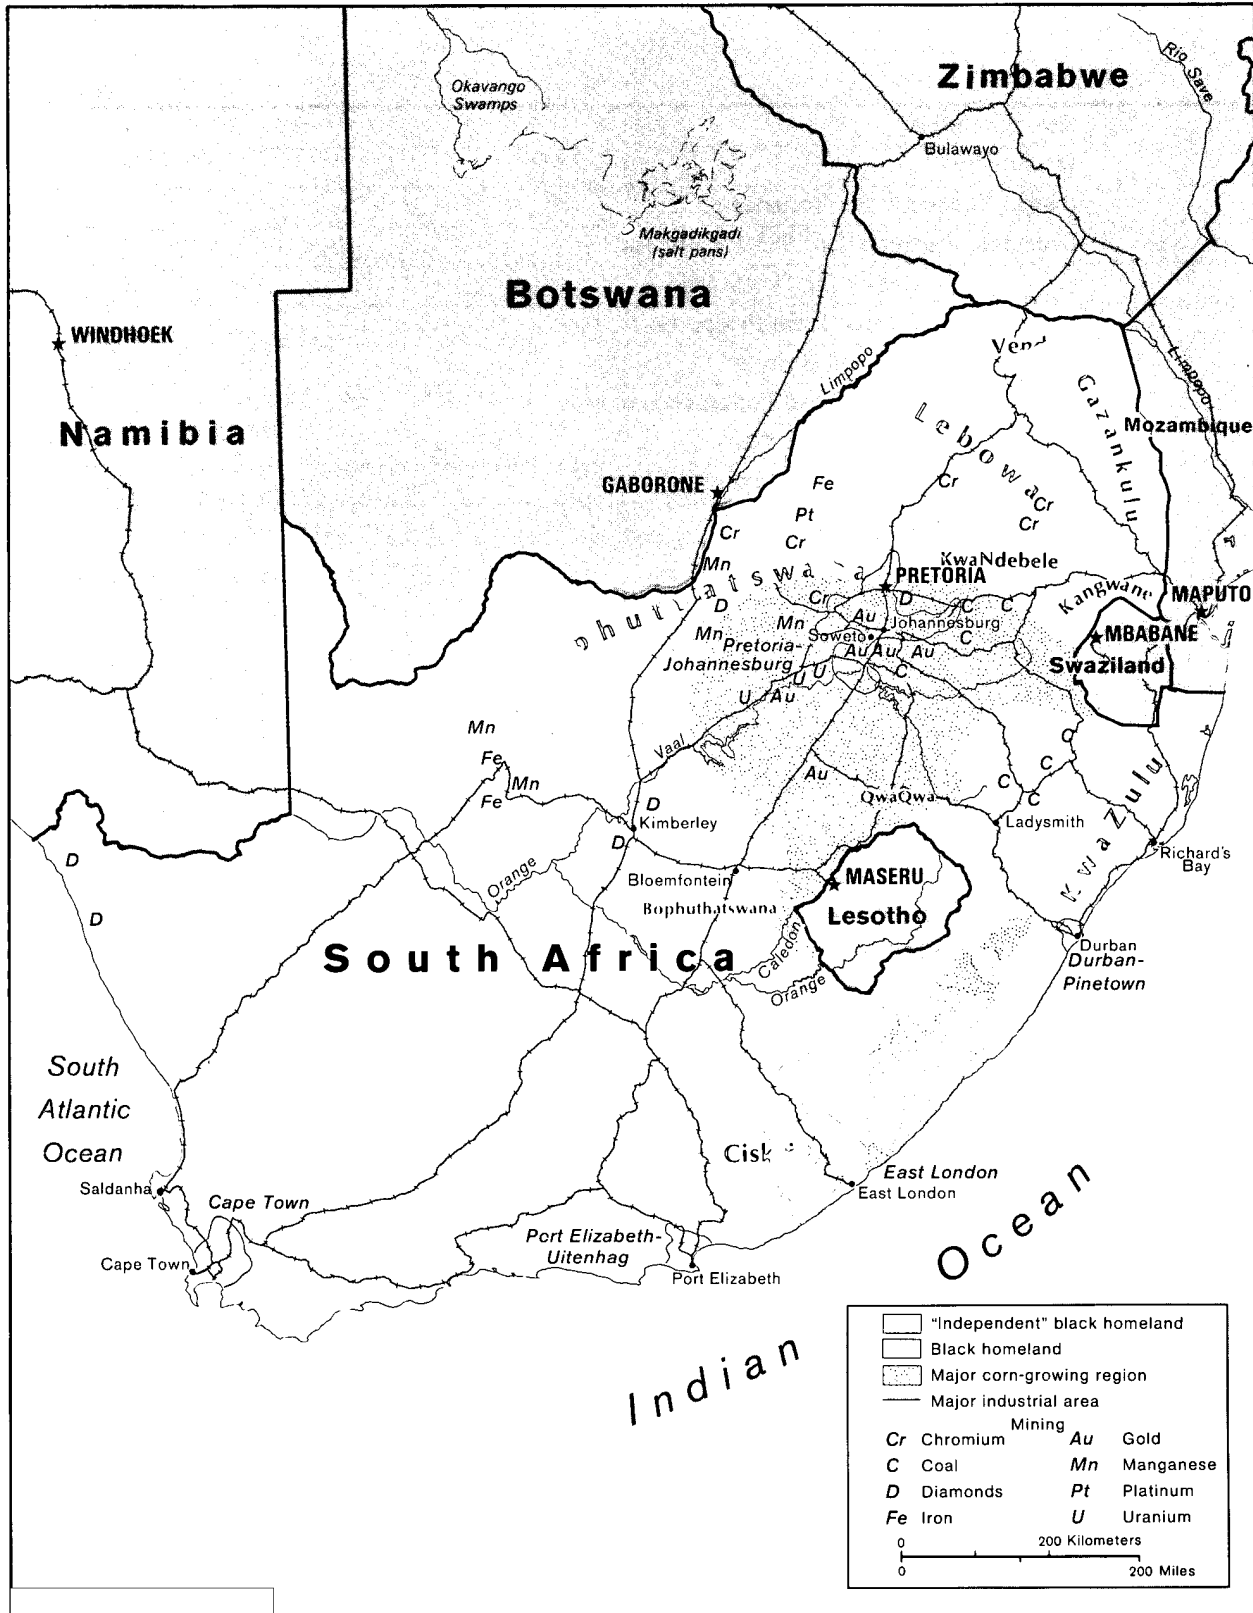 Okavango
Swamps
Zimbabwe
Rio Save
Bulawayo
Makgadikgadi
(salt pans)
Botswana
WINDHOEK
Namibia
Limpopo
Limpopo
Gazankulu
Lebowa
Mozambique
GABORONE
Fe
Pt
Cr
Cr
Cr
Cr
Cr
Mn
KwaNdebele
PRETORIA
Kangwane
MAPUTO
D
Cr
D
C
C
Au
Johannesburg
Mn
Mn
Soweto
C
MBABANE
Pretoria-
Johannesburg
Au
Au
Au
Swaziland
U
U
C
U
Au
Mn
Vaal
C
Fe
Mn
Au
C
C
Fe
D
QwaQwa
C
KwaZulu
Kimberley
Ladysmith
D
Richard's
Bay
D
Orange
Bloemfontein
MASERU
Bophuthatswana
Lesotho
D
South Africa
Caledon
Orange
Durban
Durban-
Pinetown
South
Atlantic
Ocean
Saldanha
Cape Town
Cape Town
East London
East London
Port Elizabeth-
Uitenhag
Port Elizabeth
Indian Ocean
"Independent" black homeland
Black homeland
Major corn-growing region
Major industrial area
Mining
Cr Chromium Au Gold
C Coal Mn Manganese
D Diamonds Pt Platinum
Fe Iron U Uranium
0 200 Kilometers
0 200 Miles